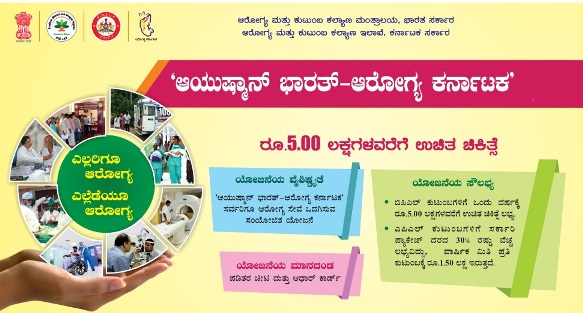 ಆರೋಗ್ಯ ಮತ್ತು ಕುಟುಂಬ ಕಲ್ಯಾಣ ಮಂತ್ರಾಲಯ, ಭಾರತ ಸರ್ಕಾರ
ಆರೋಗ್ಯ ಮತ್ತು ಕುಟುಂಬ ಕಲ್ಯಾಣ ಇಲಾಖೆ, ಕರ್ನಾಟಕ ಸರ್ಕಾರ
‘ಆಯುಷ್ಮಾನ್ ಭಾರತ್-ಆರೋಗ್ಯ ಕರ್ನಾಟಕ’
ರೂ.5.00 ಲಕ್ಷಗಳವರೆಗೆ ಉಚಿತ ಚಿಕಿತ್ಸೆ
ಎಲ್ಲರಿಗೂ
ಆರೋಗ್ಯ
ಎಲ್ಲೆಡೆಯೂ
ಆರೋಗ್ಯ
ಯೋಜನೆಯ ವೈಶಿಷ್ಟ್ಯತೆ
‘ಆಯುಷ್ಮಾನ್ ಭಾರತ್-ಆರೋಗ್ಯ ಕರ್ನಾಟಕ’
ಸರ್ವರಿಗೂ ಆರೋಗ್ಯ ಸೇವೆ ಒದಗಿಸುವ
ಸಂಯೋಜಿತ ಯೋಜನೆ
ಯೋಜನೆಯ ಮಾನದಂಡ
ಪಡಿತರ ಚೀಟಿ ಮತ್ತು ಆಧಾರ್ ಕಾರ್ಡ್
ಯೋಜನೆಯ ಸೌಲಭ್ಯ
• ಬಿಪಿಎಲ್ ಕುಟುಂಬಗಳಿಗೆ ಒಂದು ವರ್ಷಕ್ಕೆ
ರೂ.5.00 ಲಕ್ಷಗಳವರೆಗೆ ಉಚಿತ ಚಿಕಿತ್ಸೆ ಲಭ್ಯ.
• ಎಪಿಎಲ್ ಕುಟುಂಬಗಳಿಗೆ ಸರ್ಕಾರಿ
ಪ್ಯಾಕೇಜ್ ದರದ 30% ರಷ್ಟು ವೆಚ್ಚ
ಲಭ್ಯವಿದ್ದು, ವಾರ್ಷಿಕ ಮಿತಿ ಪ್ರತಿ
ಕುಟುಂಬಕ್ಕೆ ರೂ.1.50 ಲಕ್ಷ ಇರುತ್ತದೆ.